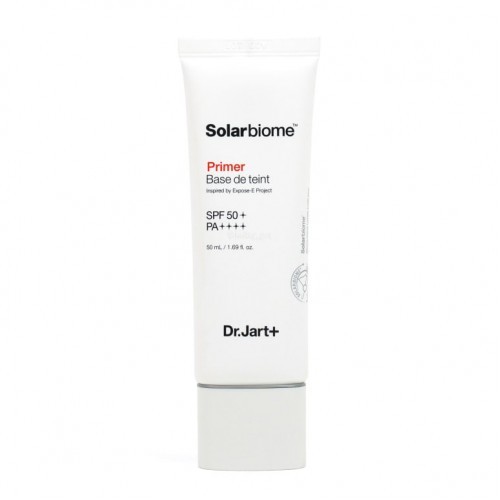 Solarbiome™
Primer
Base de teint
Inspired by Expose-E Project
SPF 50+
PA++++
50 mL / 1.69 fl. oz.
Solarbiome
Dr.Jart+